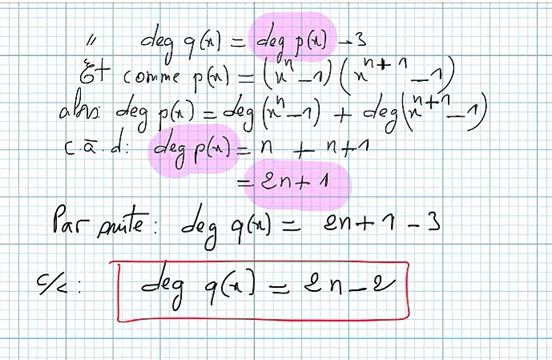 " deg q(x) = deg p(x) - 3
Et comme p(x) = (x^n - 1)(x^{n+1} - 1)
alors deg p(x) = deg(x^n - 1) + deg(x^{n+1} - 1)
c.à.d: deg p(x) = n + n+1
= 2n+1
Par suite: deg q(x) = 2n+1-3
c/c: deg q(x) = 2n-2